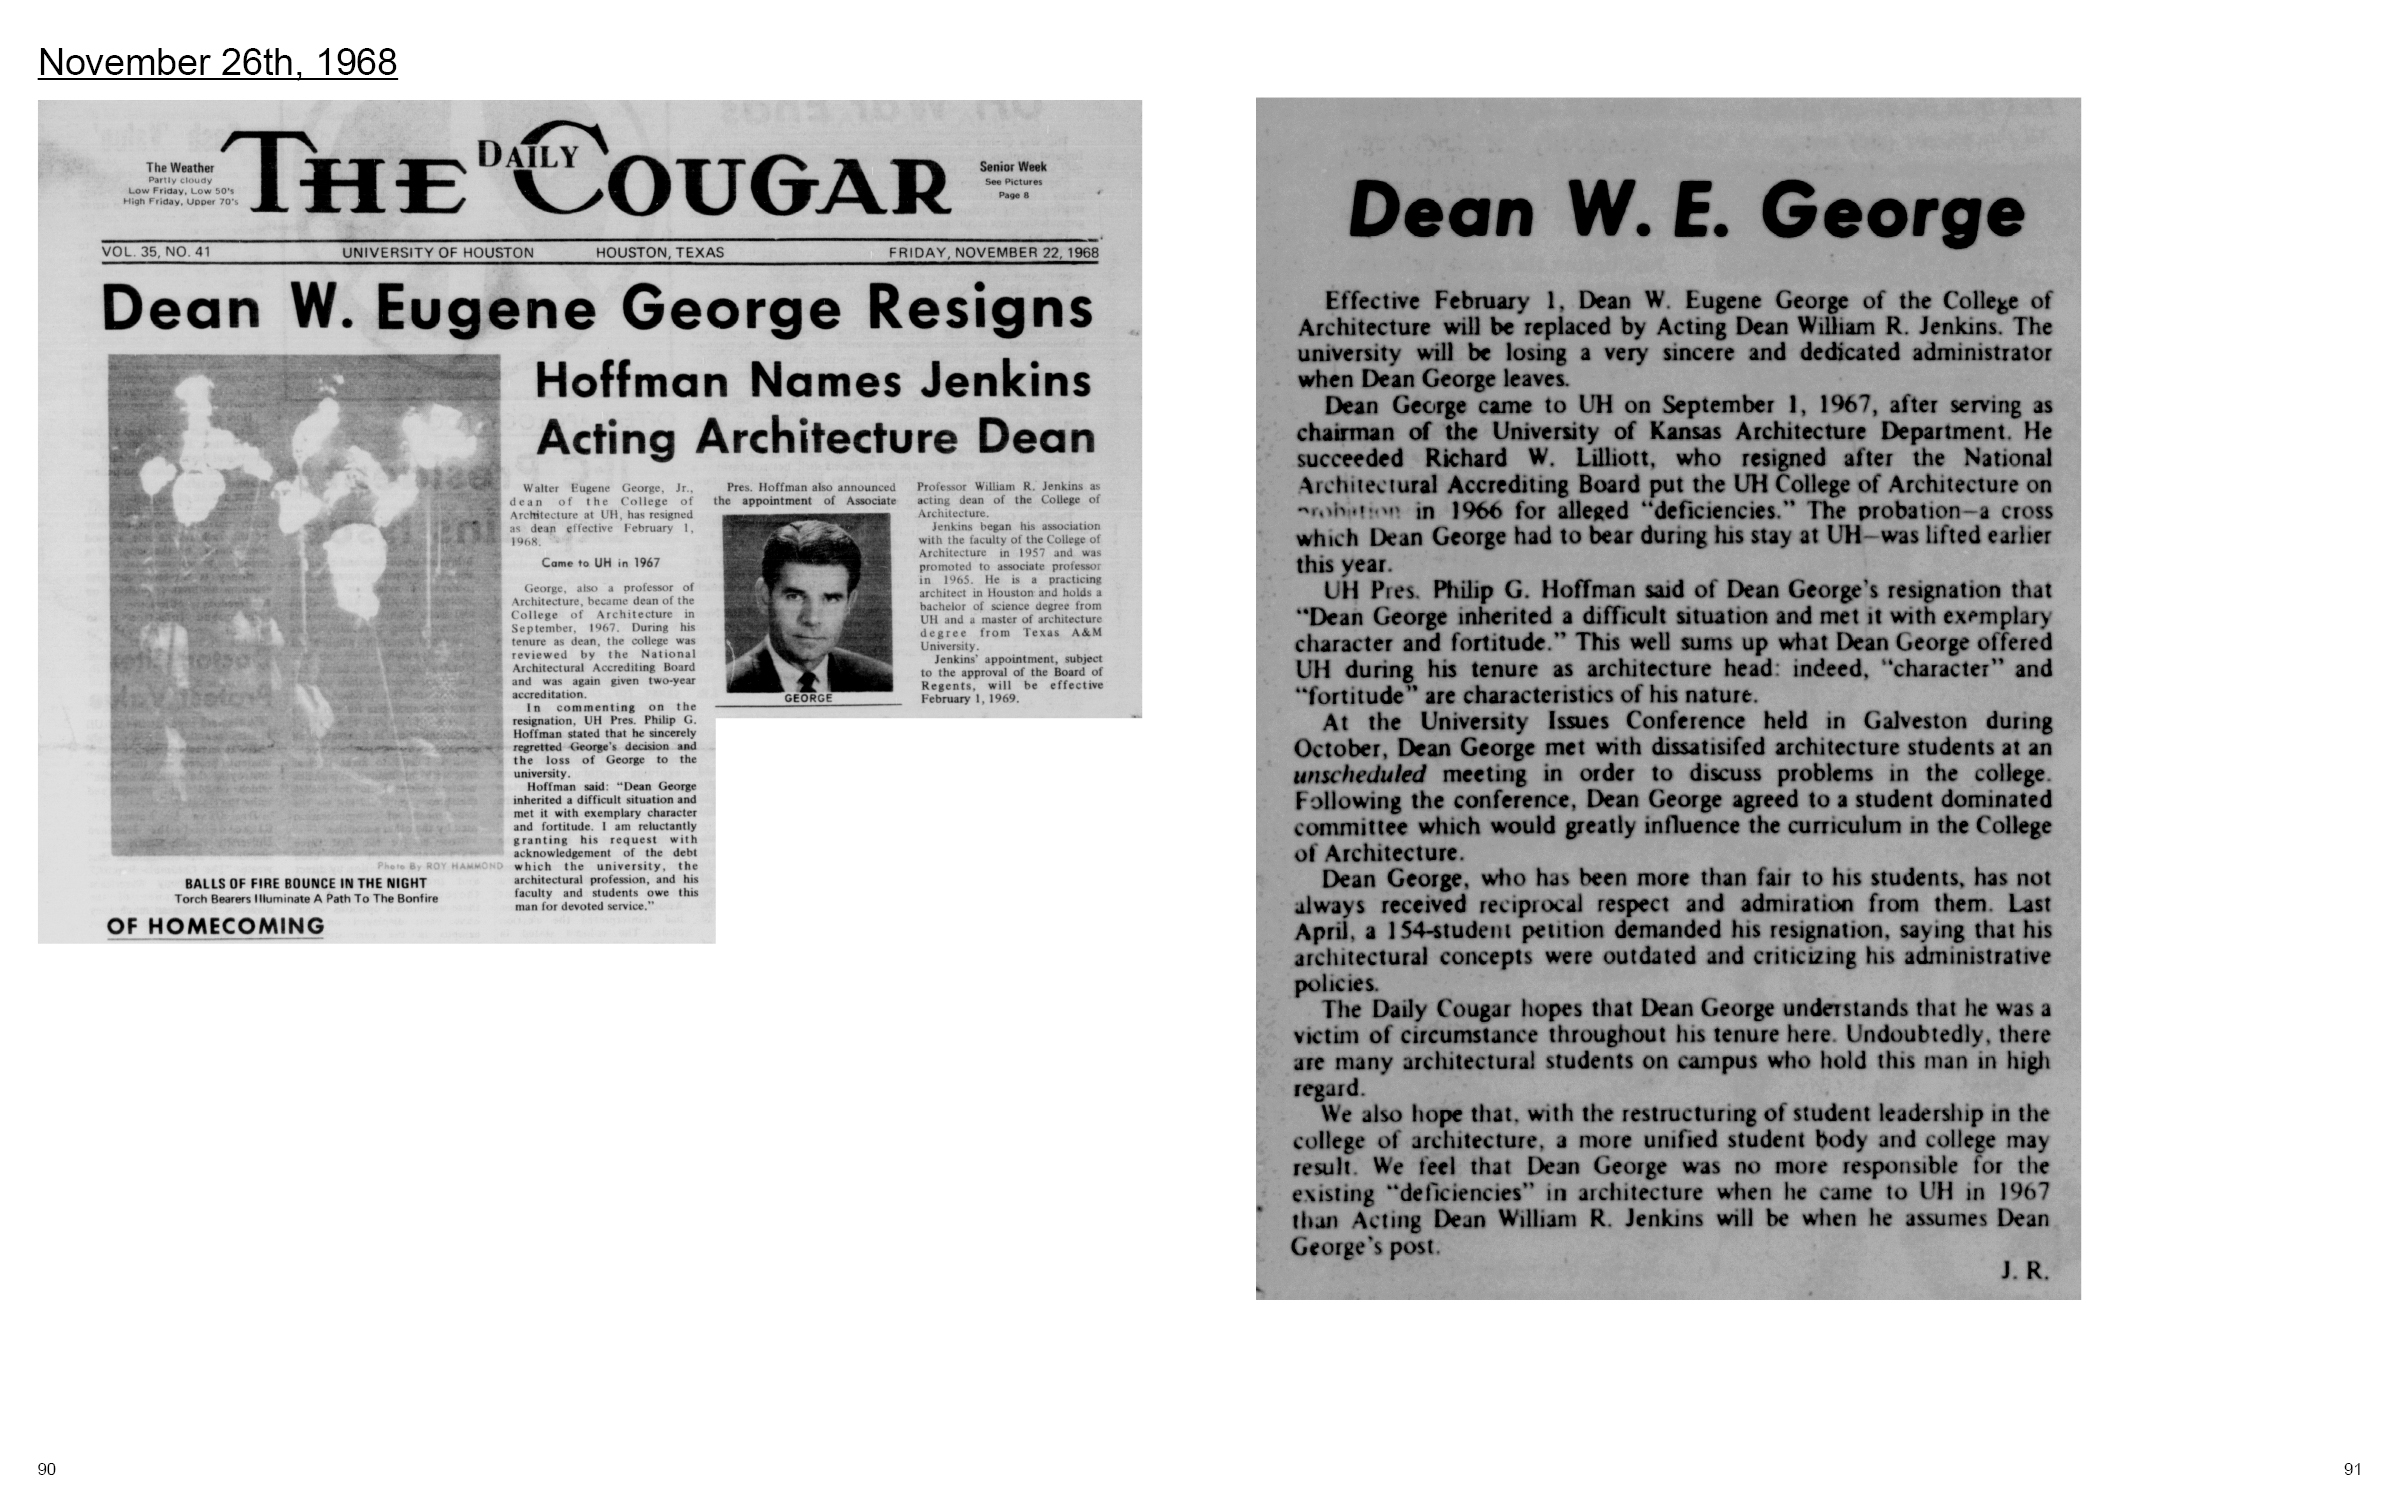 November 26th, 1968
The Weather
Partly cloudy
Low Friday, Low 50's
High Friday, Upper 70's
THE DAILY COUGAR
Senior Week
See Pictures
Page 8
VOL. 35, NO. 41 UNIVERSITY OF HOUSTON HOUSTON, TEXAS FRIDAY, NOVEMBER 22, 1968
Dean W. Eugene George Resigns
Hoffman Names Jenkins
Acting Architecture Dean
Photo By ROY HAMMOND
BALLS OF FIRE BOUNCE IN THE NIGHT
Torch Bearers Illuminate A Path To The Bonfire
OF HOMECOMING
Walter Eugene George, Jr.,
dean of the College of
Architecture at UH, has resigned
as dean effective February 1,
1968.
Came to UH in 1967
George, also a professor of
Architecture, became dean of the
College of Architecture in
September, 1967. During his
tenure as dean, the college was
reviewed by the National
Architectural Accrediting Board
and was again given two-year
accreditation.
In commenting on the
resignation, UH Pres. Philip G.
Hoffman stated that he sincerely
regretted George's decision and
the loss of George to the
university.
Hoffman said: "Dean George
inherited a difficult situation and
met it with exemplary character
and fortitude. I am reluctantly
granting his request with
acknowledgement of the debt
which the university, the
architectural profession, and his
faculty and students owe this
man for devoted service."
Pres. Hoffman also announced
the appointment of Associate
GEORGE
Professor William R. Jenkins as
acting dean of the College of
Architecture.
Jenkins began his association
with the faculty of the College of
Architecture in 1957 and was
promoted to associate professor
in 1965. He is a practicing
architect in Houston and holds a
bachelor of science degree from
UH and a master of architecture
degree from Texas A&M
University.
Jenkins' appointment, subject
to the approval of the Board of
Regents, will be effective
February 1, 1969.
90
Dean W. E. George
Effective February 1, Dean W. Eugene George of the College of
Architecture will be replaced by Acting Dean William R. Jenkins. The
university will be losing a very sincere and dedicated administrator
when Dean George leaves.
Dean George came to UH on September 1, 1967, after serving as
chairman of the University of Kansas Architecture Department. He
succeeded Richard W. Lilliott, who resigned after the National
Architectural Accrediting Board put the UH College of Architecture on
probation in 1966 for alleged "deficiencies." The probation—a cross
which Dean George had to bear during his stay at UH—was lifted earlier
this year.
UH Pres. Philip G. Hoffman said of Dean George's resignation that
"Dean George inherited a difficult situation and met it with exemplary
character and fortitude." This well sums up what Dean George offered
UH during his tenure as architecture head: indeed, "character" and
"fortitude" are characteristics of his nature.
At the University Issues Conference held in Galveston during
October, Dean George met with dissatisifed architecture students at an
unscheduled meeting in order to discuss problems in the college.
Following the conference, Dean George agreed to a student dominated
committee which would greatly influence the curriculum in the College
of Architecture.
Dean George, who has been more than fair to his students, has not
always received reciprocal respect and admiration from them. Last
April, a 154-student petition demanded his resignation, saying that his
architectural concepts were outdated and criticizing his administrative
policies.
The Daily Cougar hopes that Dean George understands that he was a
victim of circumstance throughout his tenure here. Undoubtedly, there
are many architectural students on campus who hold this man in high
regard.
We also hope that, with the restructuring of student leadership in the
college of architecture, a more unified student body and college may
result. We feel that Dean George was no more responsible for the
existing "deficiencies" in architecture when he came to UH in 1967
than Acting Dean William R. Jenkins will be when he assumes Dean
George's post.
J. R.
91